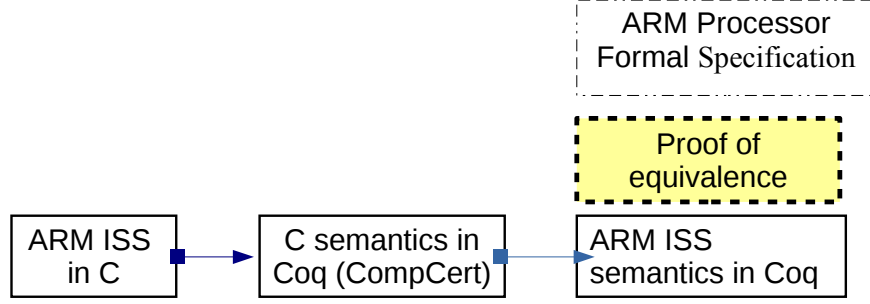 ARM Processor
Formal Specification
Proof of
equivalence
ARM ISS
in C
C semantics in
Coq (CompCert)
ARM ISS
semantics in Coq